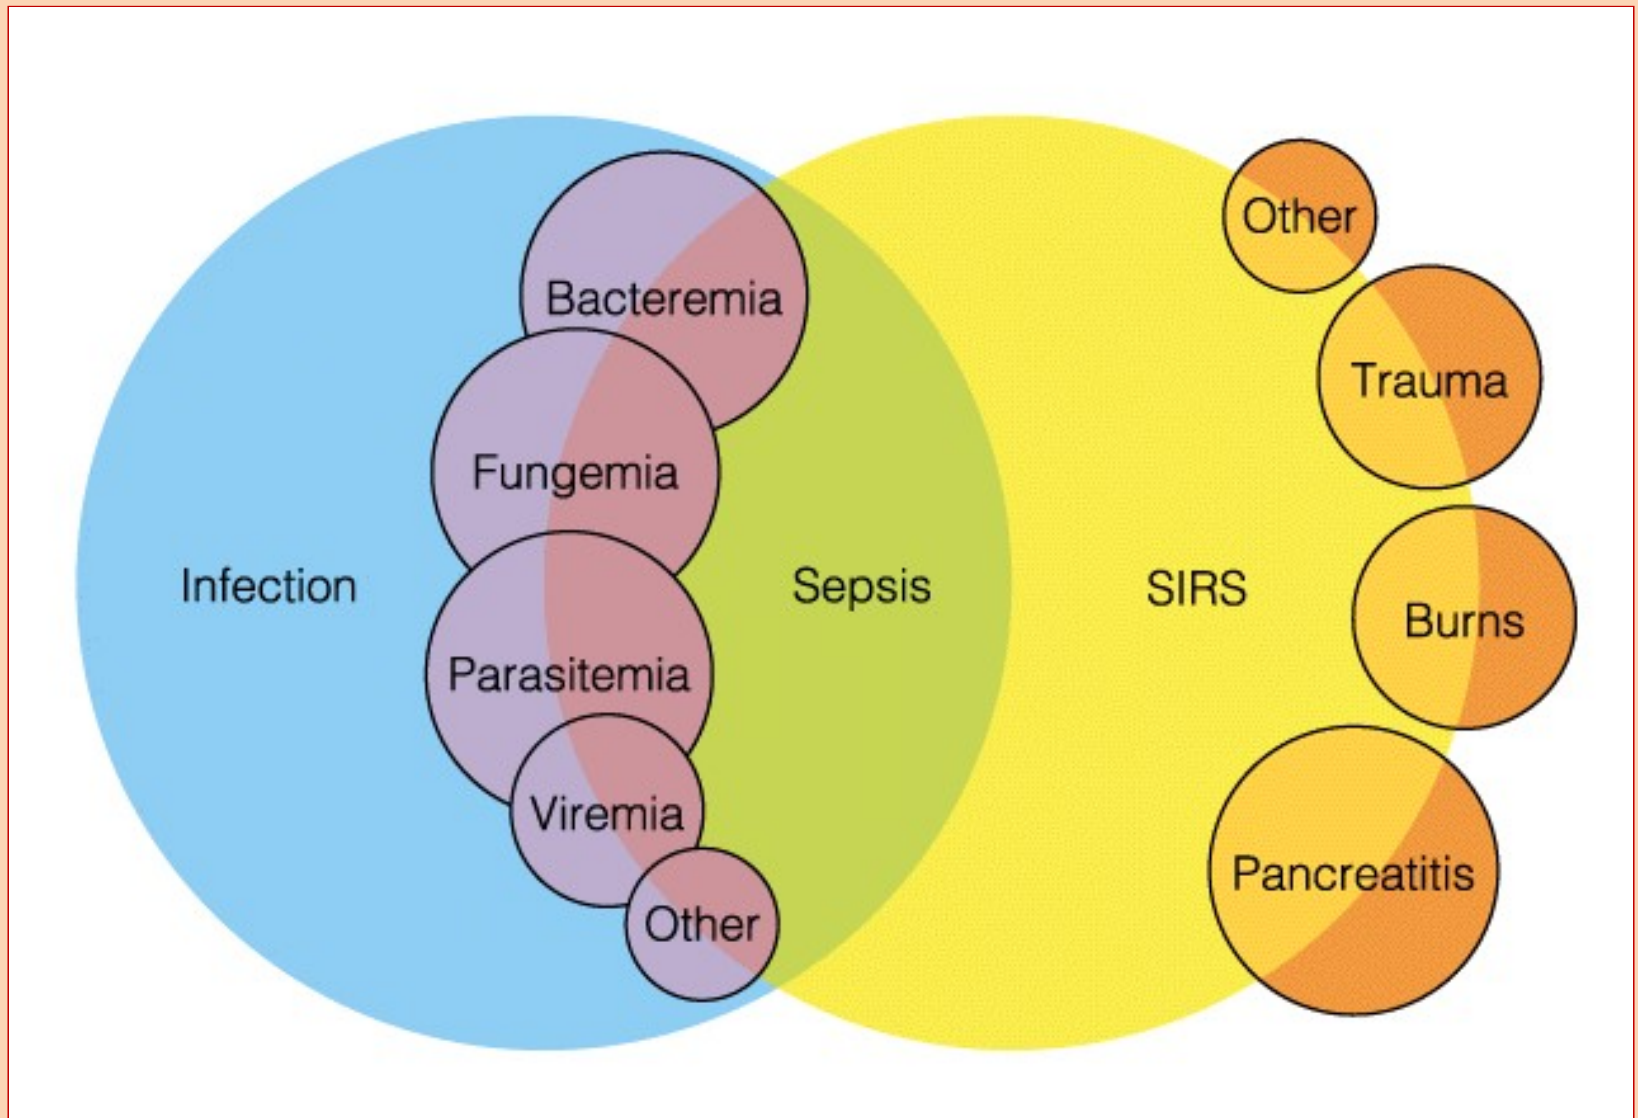 Other
Bacteremia
Trauma
Fungemia
Infection
Sepsis
SIRS
Burns
Parasitemia
Viremia
Pancreatitis
Other